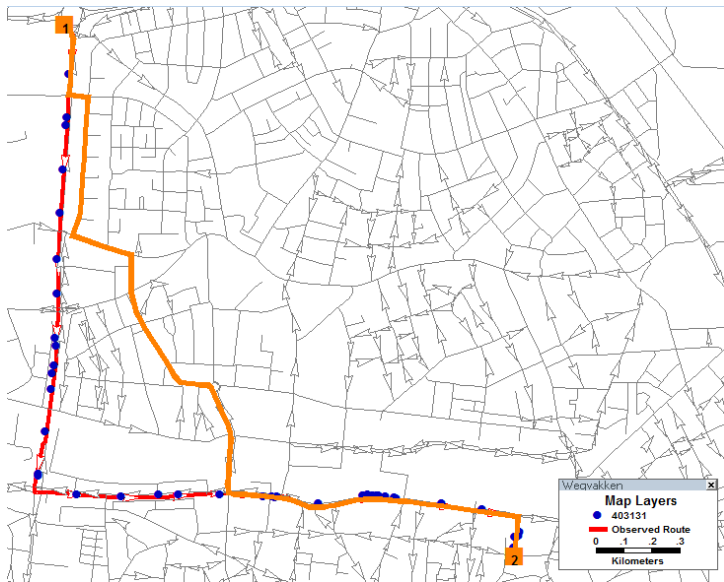 1
Wegvakken
Map Layers
403131
Observed Route
0 .1 .2 .3
Kilometers
2